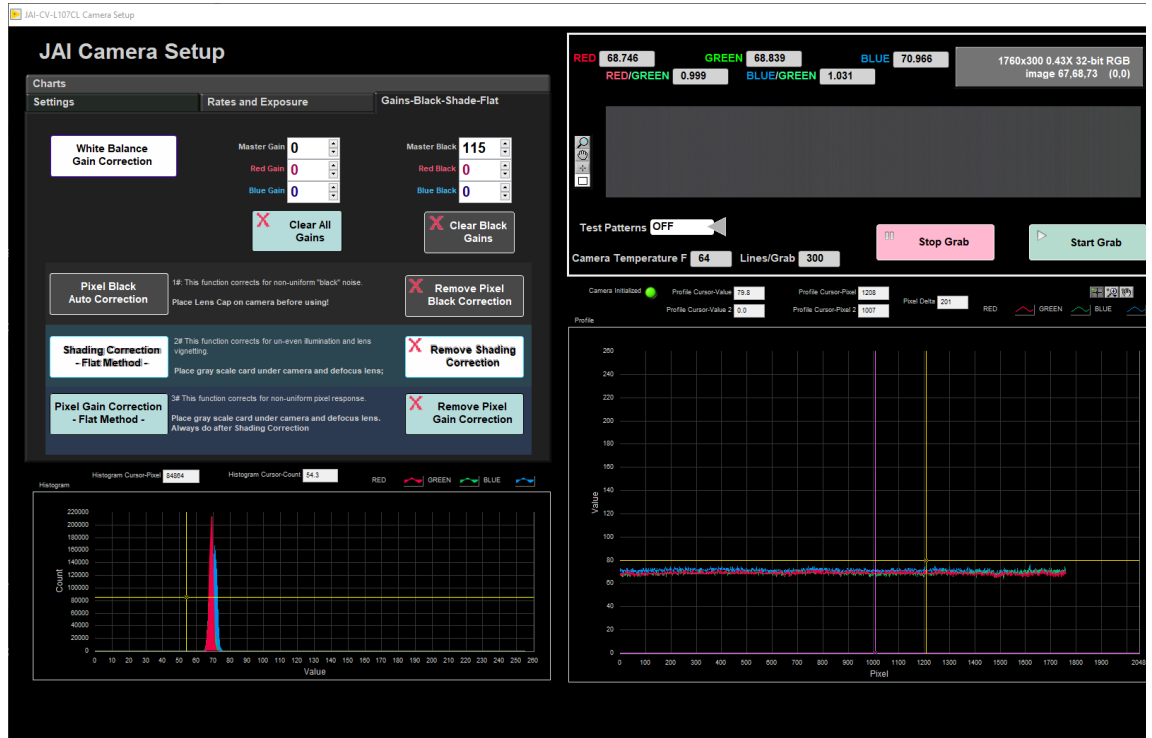 JAI-CV-L107CL Camera Setup
JAI Camera Setup
Charts
Settings
Rates and Exposure
Gains-Black-Shade-Flat
White Balance
Gain Correction
Master Gain 0
Red Gain 0
Blue Gain 0
Master Black 115
Red Black 0
Blue Black 0
X Clear All
Gains
X Clear Black
Gains
Pixel Black
Auto Correction
1#: This function corrects for non-uniform "black" noise.
Place Lens Cap on camera before using!
X Remove Pixel
Black Correction
Shading Correction
- Flat Method -
2# This function corrects for un-even illumination and lens
vignetting.
Place gray scale card under camera and defocus lens;
X Remove Shading
Correction
Pixel Gain Correction
- Flat Method -
3# This function corrects for non-uniform pixel response.
Place gray scale card under camera and defocus lens.
Always do after Shading Correction
X Remove Pixel
Gain Correction
RED 68.746 GREEN 68.839 BLUE 70.966
RED/GREEN 0.999 BLUE/GREEN 1.031
1760x300 0.43X 32-bit RGB
image 67,68,73 (0,0)
Test Patterns OFF
Stop Grab
Start Grab
Camera Temperature F 64 Lines/Grab 300
Camera Initialized
Profile Cursor-Value 79.8
Profile Cursor-Pixel 1208
Profile Cursor-Value 2 0.0
Profile Cursor-Pixel 2 1007
Pixel Delta 201
RED GREEN BLUE
Profile
260
240
220
200
180
160
140
120
100
80
60
40
20
0
Value
0 100 200 300 400 500 600 700 800 900 1000 1100 1200 1300 1400 1500 1600 1700 1800 1900 2048
Pixel
Histogram Cursor-Pixel 84864
Histogram Cursor-Count 54.3
RED GREEN BLUE
Histogram
220000
200000
180000
160000
140000
120000
100000
80000
60000
40000
20000
0
Count
0 10 20 30 40 50 60 70 80 90 100 110 120 130 140 150 160 170 180 190 200 210 220 230 240 250 260
Value